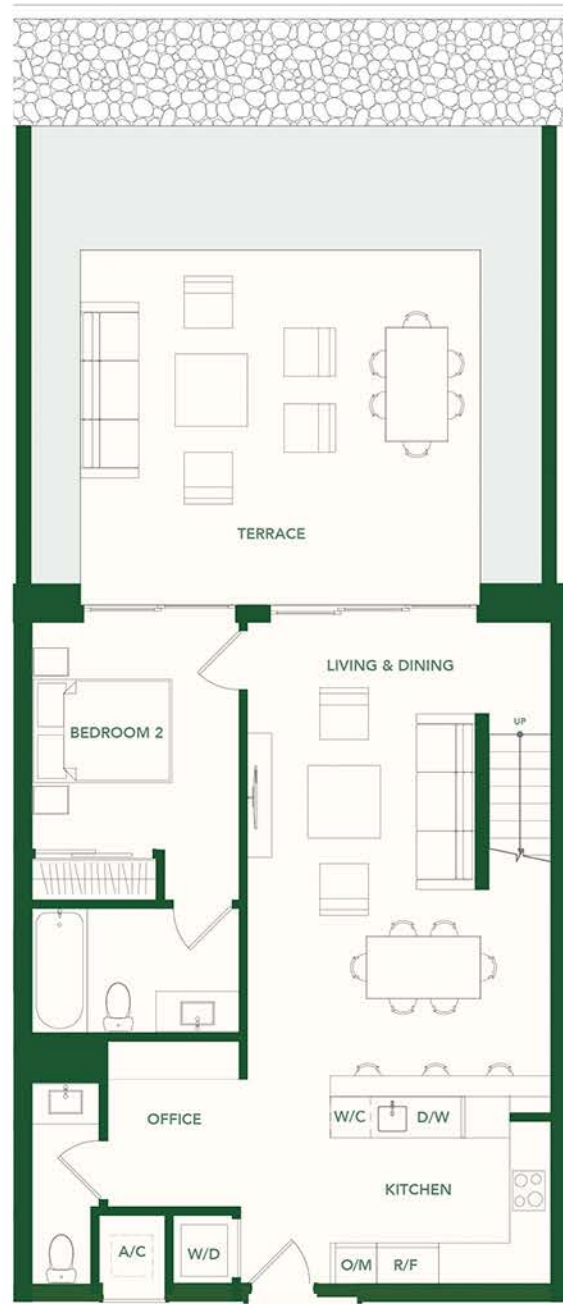 TERRACE
LIVING & DINING
UP
BEDROOM 2
W/C
D/W
OFFICE
KITCHEN
A/C
W/D
O/M
R/F